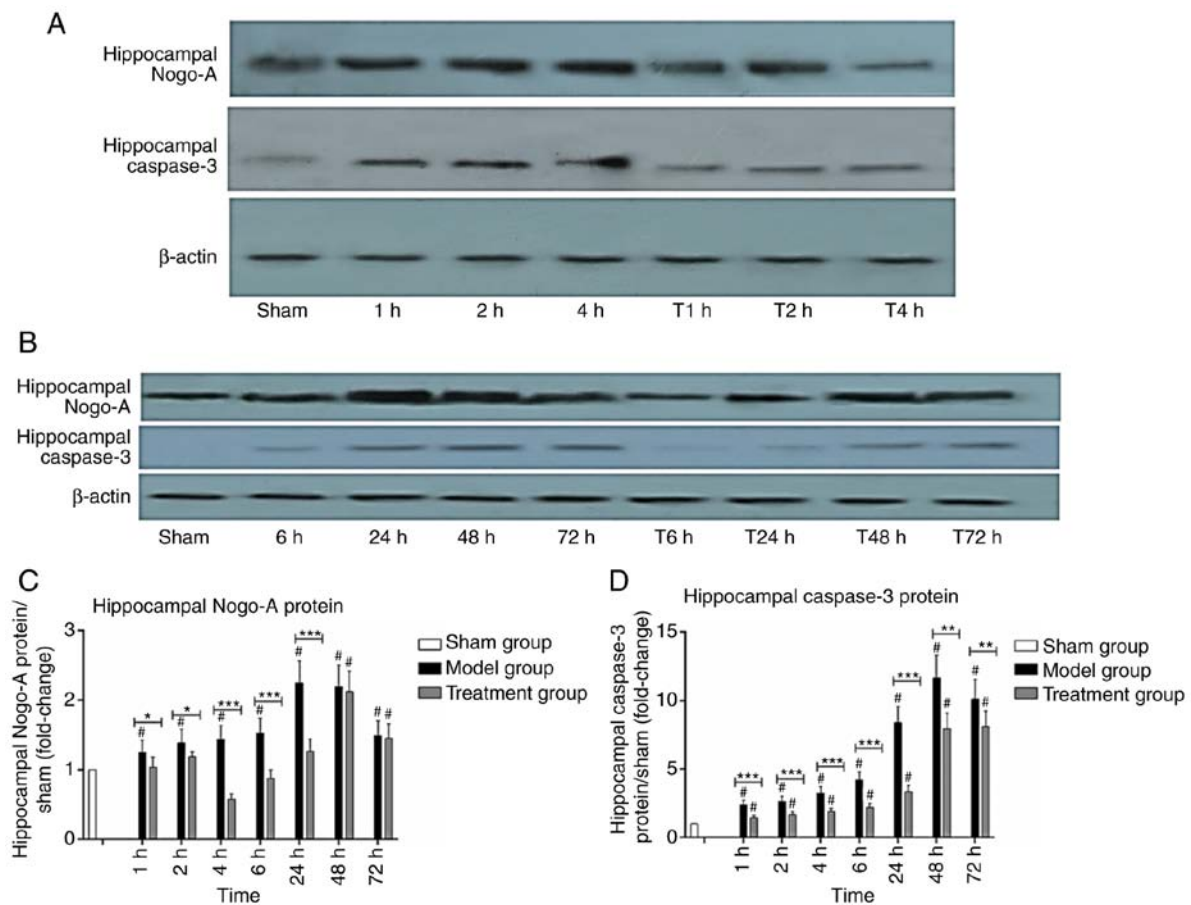 A
Hippocampal
Nogo-A
Hippocampal
caspase-3
β-actin
Sham 1 h 2 h 4 h T1 h T2 h T4 h
B
Hippocampal
Nogo-A
Hippocampal
caspase-3
β-actin
Sham 6 h 24 h 48 h 72 h T6 h T24 h T48 h T72 h
C
Hippocampal Nogo-A protein
Hippocampal Nogo-A protein/
sham (fold-change)
3
2
1
0
# * # * # *** # *** # *** # # # #
1 h 2 h 4 h 6 h 24 h 48 h 72 h
Time
Sham group
Model group
Treatment group
D
Hippocampal caspase-3 protein
Hippocampal caspase-3
protein/sham (fold-change)
15
10
5
0
*** *** *** *** *** ** **
# # # # # # # # # # # # # #
1 h 2 h 4 h 6 h 24 h 48 h 72 h
Time
Sham group
Model group
Treatment group